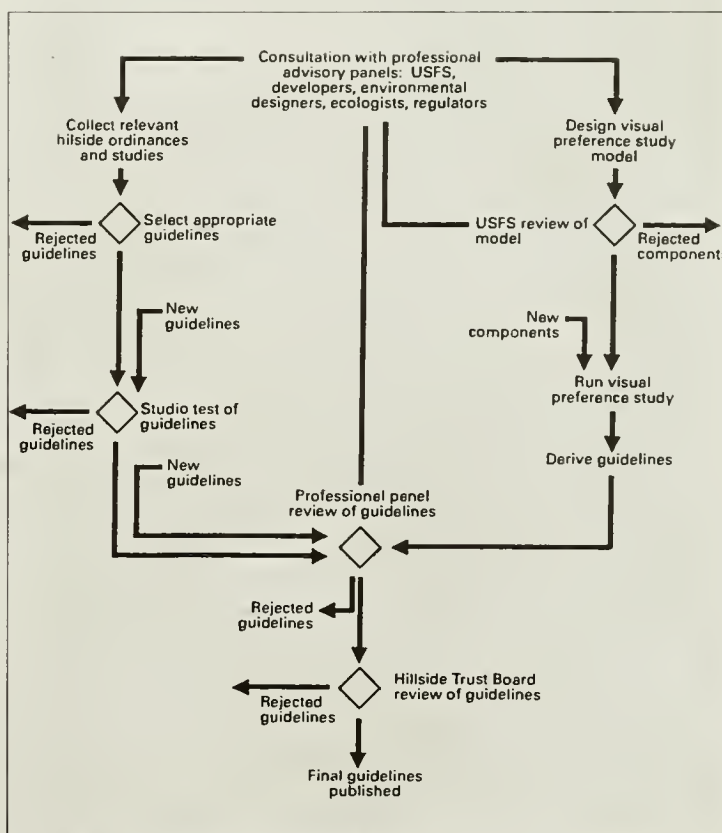 Consultation with professional
advisory panels: USFS,
developers, environmental
designers, ecologists, regulators
Collect relevant
hilside ordinances
and studies
Design visual
preference study
model
Select appropriate
guidelines
Rejected
guidelines
USFS review of
model
Rejected
component
New
guidelines
New
components
Run visual
preference study
Studio test of
guidelines
Rejected
guidelines
Derive guidelines
New
guidelines
Professional panel
review of guidelines
Rejected
guidelines
Hillside Trust Board
review of guidelines
Rejected
guidelines
Final guidelines
published